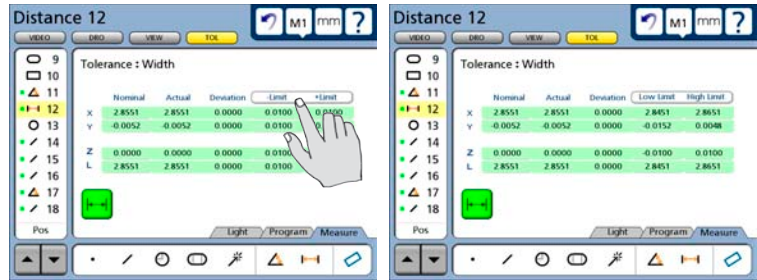 Distance 12
M1 mm ?
VIDEO DRO VIEW TOL
9
10
11
12
13
14
15
16
17
18
Pos
Tolerance : Width
Nominal Actual Deviation -Limit +Limit
X 2.8551 2.8551 0.0000 0.0100 0.0100
Y -0.0052 -0.0052 0.0000 0.0100
Z 0.0000 0.0000 0.0000 0.0100
L 2.8551 2.8551 0.0000 0.0100
Light Program Measure
Distance 12
M1 mm ?
VIDEO DRO VIEW TOL
9
10
11
12
13
14
15
16
17
18
Pos
Tolerance : Width
Nominal Actual Deviation Low Limit High Limit
X 2.8551 2.8551 0.0000 2.8451 2.8651
Y -0.0052 -0.0052 0.0000 -0.0152 0.0048
Z 0.0000 0.0000 0.0000 -0.0100 0.0100
L 2.8551 2.8551 0.0000 2.8451 2.8651
Light Program Measure